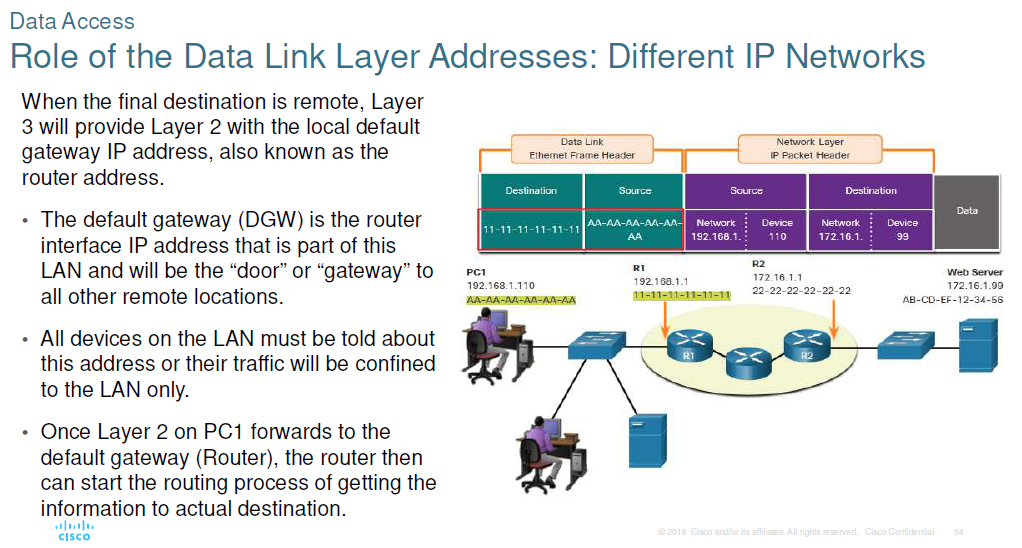 Data Access
Role of the Data Link Layer Addresses: Different IP Networks
When the final destination is remote, Layer
3 will provide Layer 2 with the local default
gateway IP address, also known as the
router address.
• The default gateway (DGW) is the router
interface IP address that is part of this
LAN and will be the “door” or “gateway” to
all other remote locations.
• All devices on the LAN must be told about
this address or their traffic will be confined
to the LAN only.
• Once Layer 2 on PC1 forwards to the
default gateway (Router), the router then
can start the routing process of getting the
information to actual destination.
Data Link
Ethernet Frame Header
Network Layer
IP Packet Header
Destination
Source
Source
Destination
Data
11-11-11-11-11-11
AA-AA-AA-AA-AA-
AA
Network
192.168.1.
Device
110
Network
172.16.1.
Device
99
PC1
192.168.1.110
AA-AA-AA-AA-AA-AA
R1
192.168.1.1
11-11-11-11-11-11
R2
172.16.1.1
22-22-22-22-22-22
Web Server
172.16.1.99
AB-CD-EF-12-34-56
R1
R2
CISCO
© 2016 Cisco and/or its affiliates. All rights reserved. Cisco Confidential
54